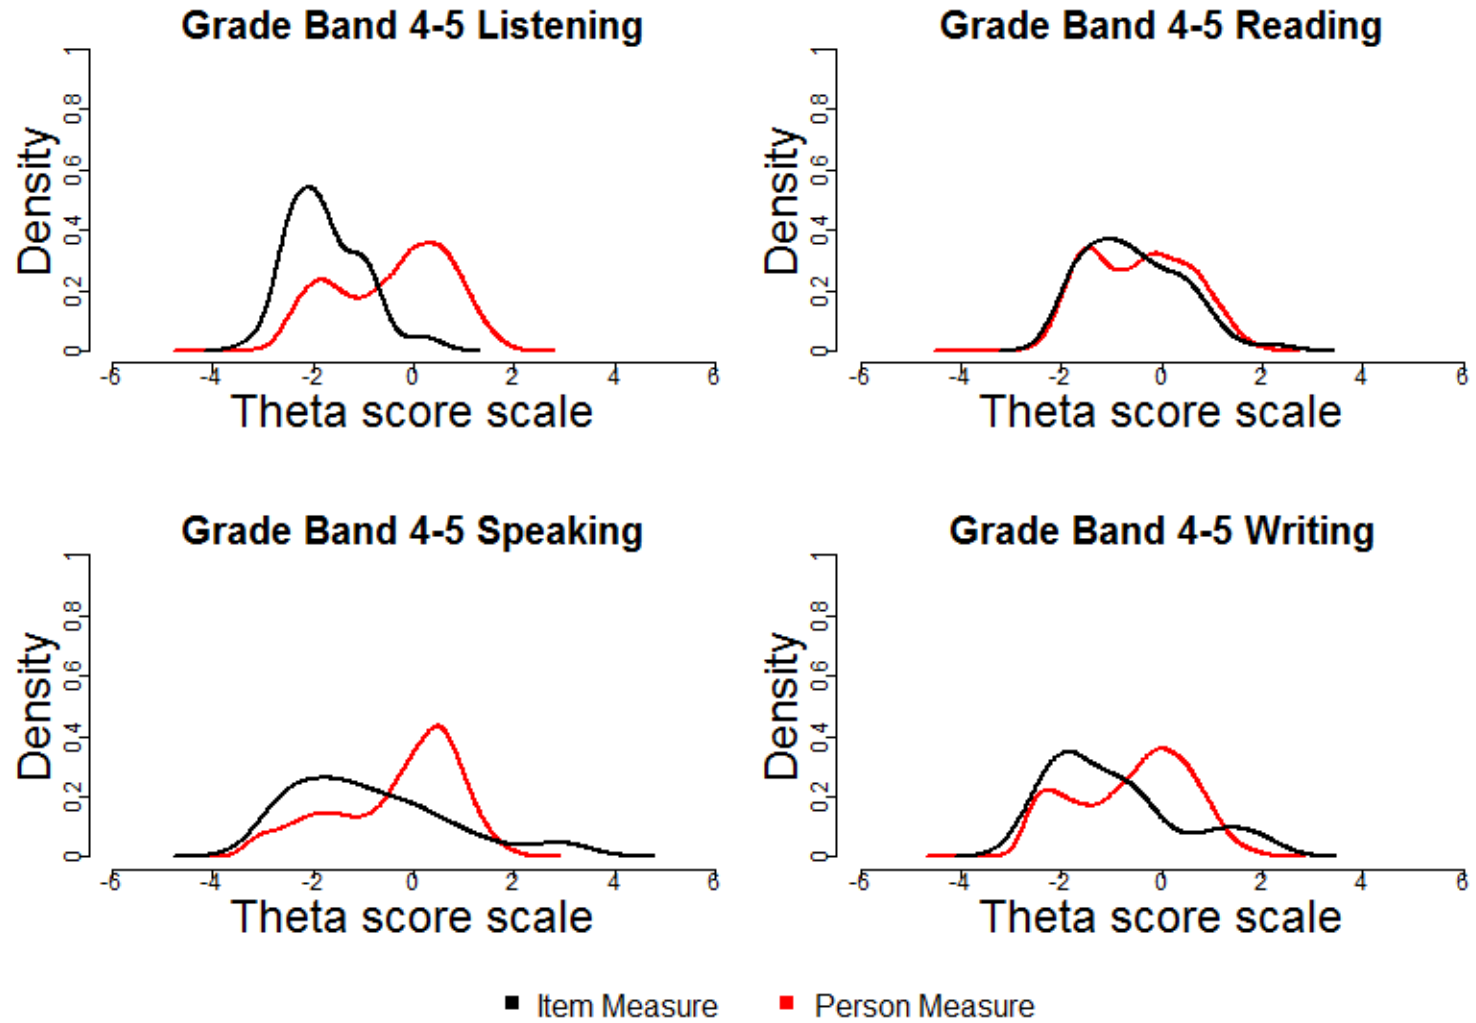 Grade Band 4-5 Listening
Density
0 0.2 0.4 0.6 0.8 1
-6 -4 -2 0 2 4 6
Theta score scale
Grade Band 4-5 Reading
Density
0 0.2 0.4 0.6 0.8 1
-6 -4 -2 0 2 4 6
Theta score scale
Grade Band 4-5 Speaking
Density
0 0.2 0.4 0.6 0.8 1
-6 -4 -2 0 2 4 6
Theta score scale
Grade Band 4-5 Writing
Density
0 0.2 0.4 0.6 0.8 1
-6 -4 -2 0 2 4 6
Theta score scale
Item Measure Person Measure